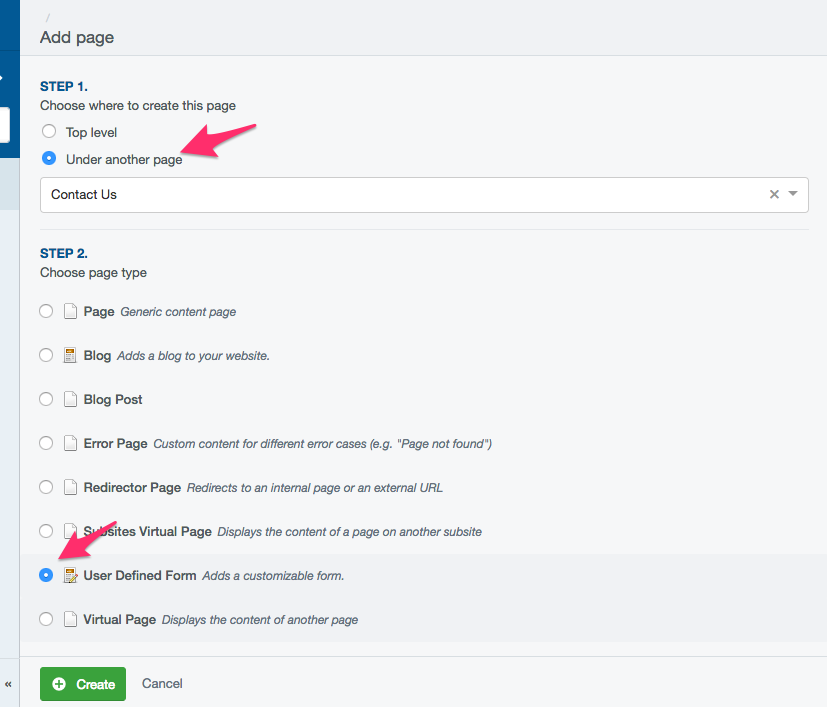 /
Add page
STEP 1.
Choose where to create this page
Top level
Under another page
Contact Us
STEP 2.
Choose page type
Page Generic content page
Blog Adds a blog to your website.
Blog Post
Error Page Custom content for different error cases (e.g. "Page not found")
Redirector Page Redirects to an internal page or an external URL
Subsites Virtual Page Displays the content of a page on another subsite
User Defined Form Adds a customizable form.
Virtual Page Displays the content of another page
« Create Cancel